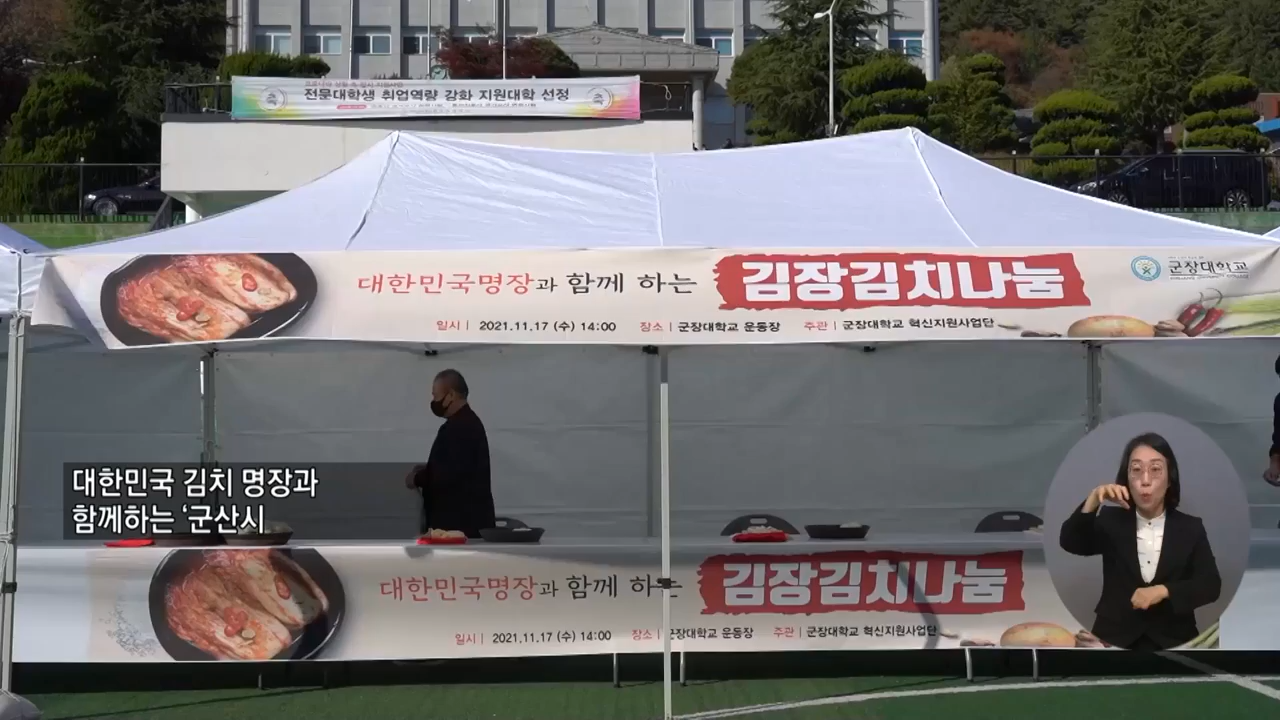 전문대학생 취업역량 강화 지원대학 선정
대한민국명장과 함께 하는 김장김치나눔
군장대학교
일시 | 2021.11.17 (수) 14:00 장소 | 군장대학교 운동장 주관 | 군장대학교 혁신지원사업단
대한민국 김치 명장과
함께하는 ‘군산시
대한민국명장과 함께 하는 김장김치나눔
일시 | 2021.11.17 (수) 14:00 장소 | 군장대학교 운동장 주관 | 군장대학교 혁신지원사업단